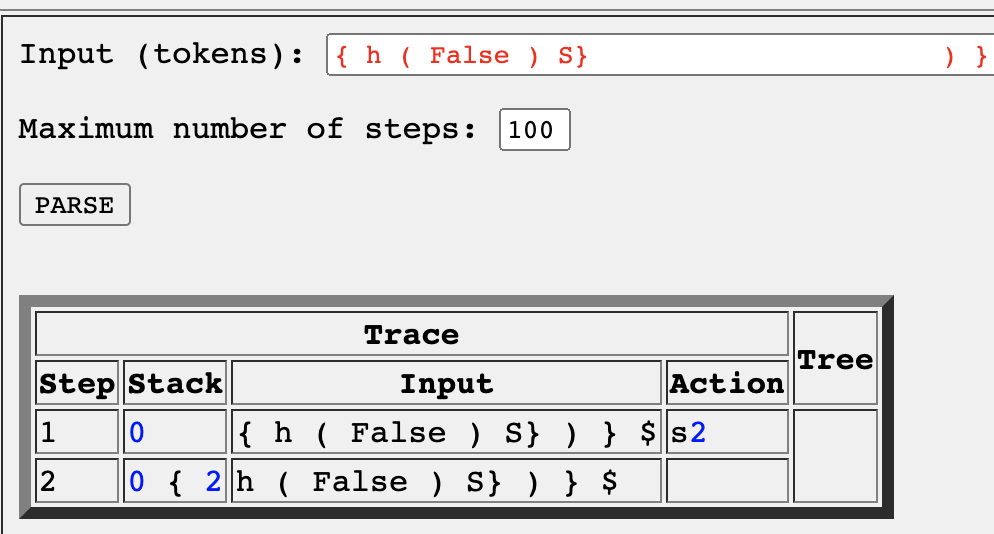 Input (tokens): { h ( False ) S} ) }
Maximum number of steps: 100
PARSE
Trace Tree
Step Stack Input Action
1 0 { h ( False ) S} ) } $ s2
2 0 { 2 h ( False ) S} ) } $